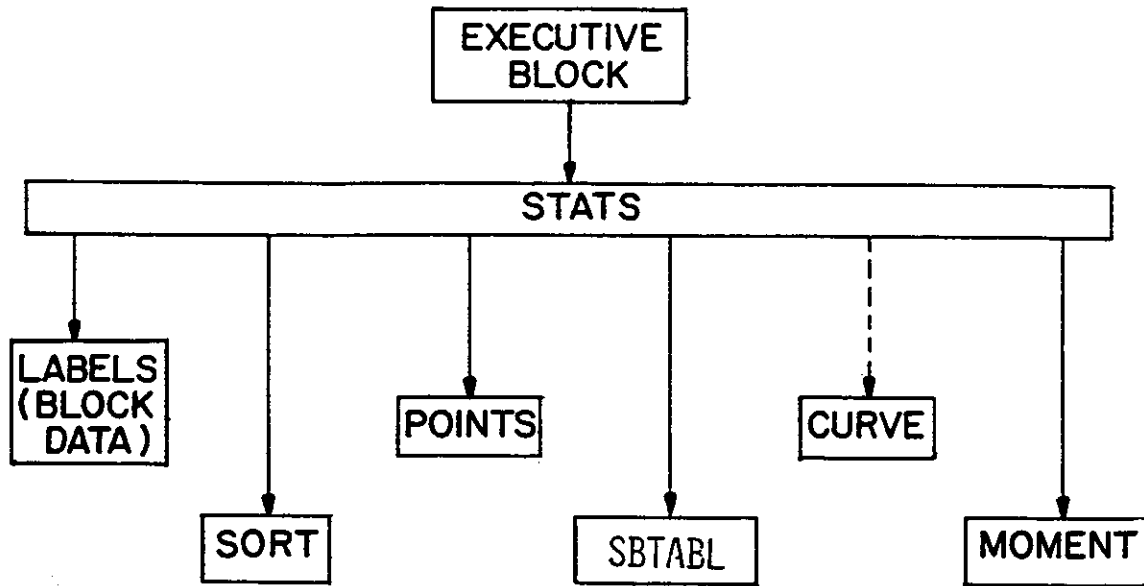 EXECUTIVE
BLOCK
STATS
LABELS
(BLOCK
DATA)
POINTS
CURVE
SORT
SBTABL
MOMENT